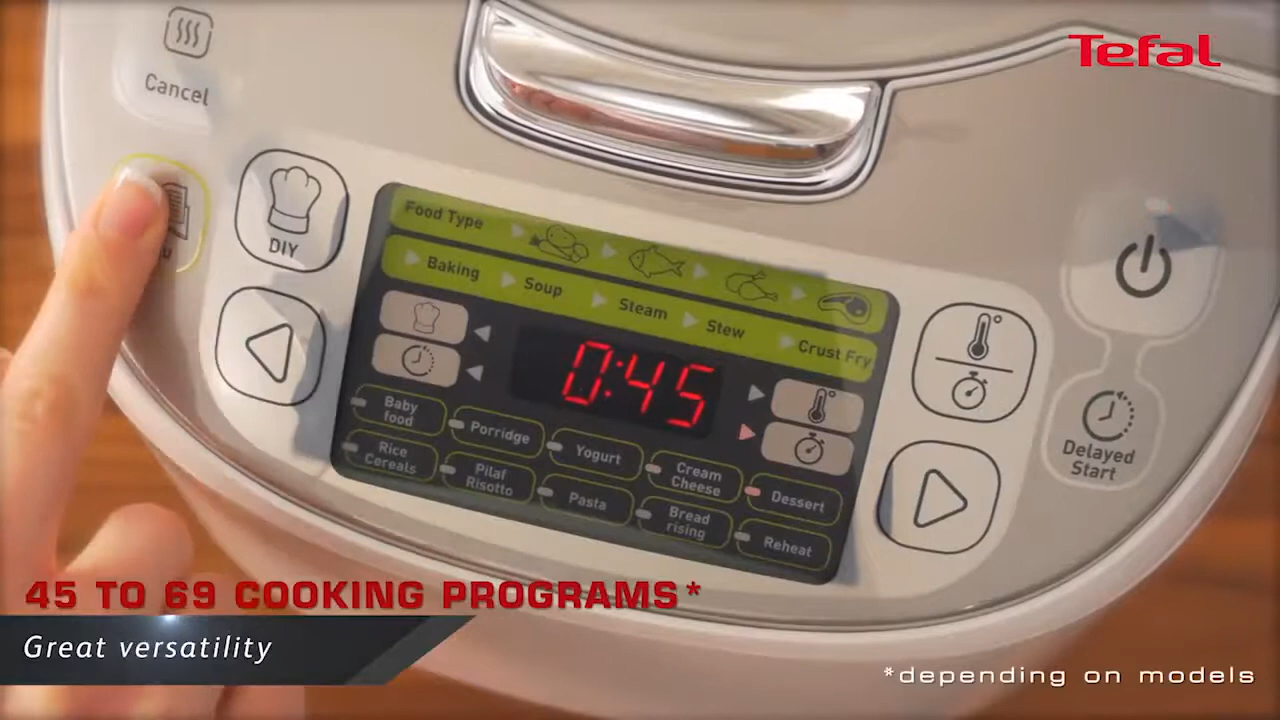 Tefal
Cancel
DIY
Food Type
Baking Soup Steam Stew Crust Fry
0:45
Baby food
Porridge
Yogurt
Cream Cheese
Dessert
Rice Cereals
Pilaf Risotto
Pasta
Bread rising
Reheat
Delayed Start
45 TO 69 COOKING PROGRAMS*
Great versatility
*depending on models